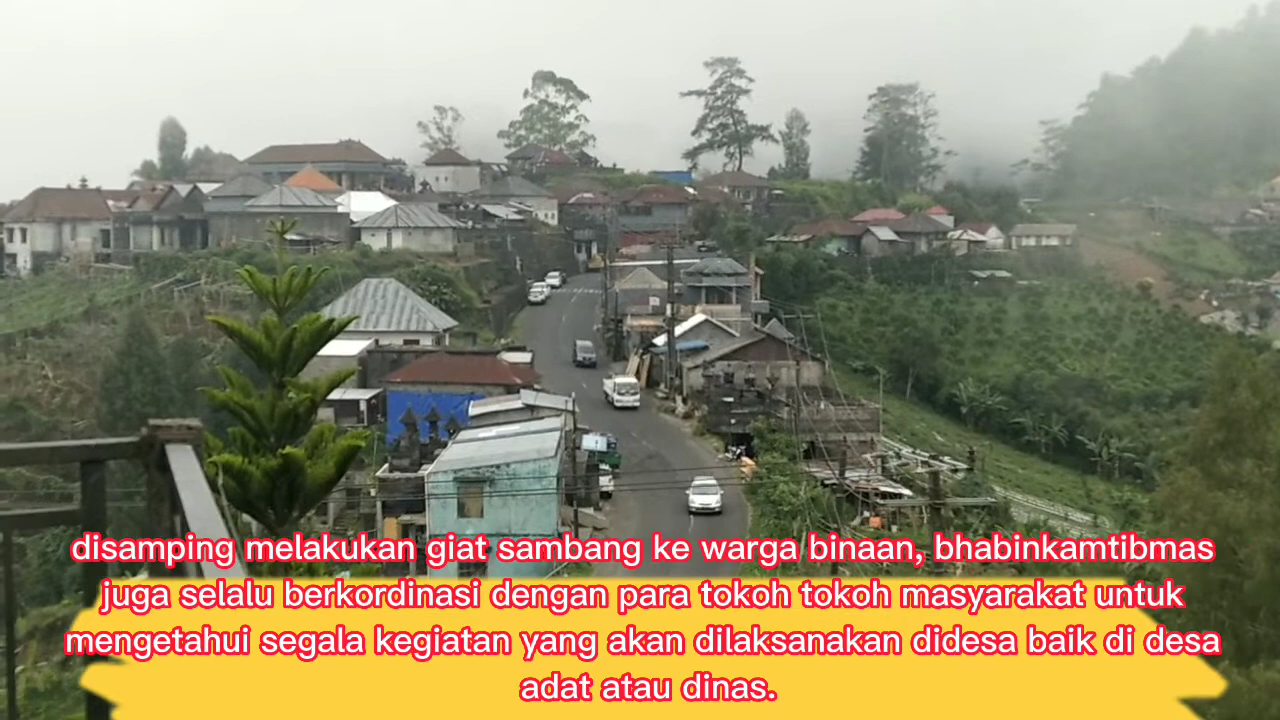 disamping melakukan giat sambang ke warga binaan, bhabinkamtibmas
juga selalu berkordinasi dengan para tokoh tokoh masyarakat untuk
mengetahui segala kegiatan yang akan dilaksanakan didesa baik di desa
adat atau dinas.